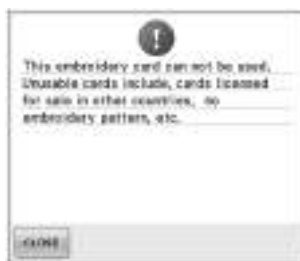 This embroidery card can not be used.
Unusable cards include, cards licensed
for sale in other countries, no
embroidery pattern, etc.
CLOSE